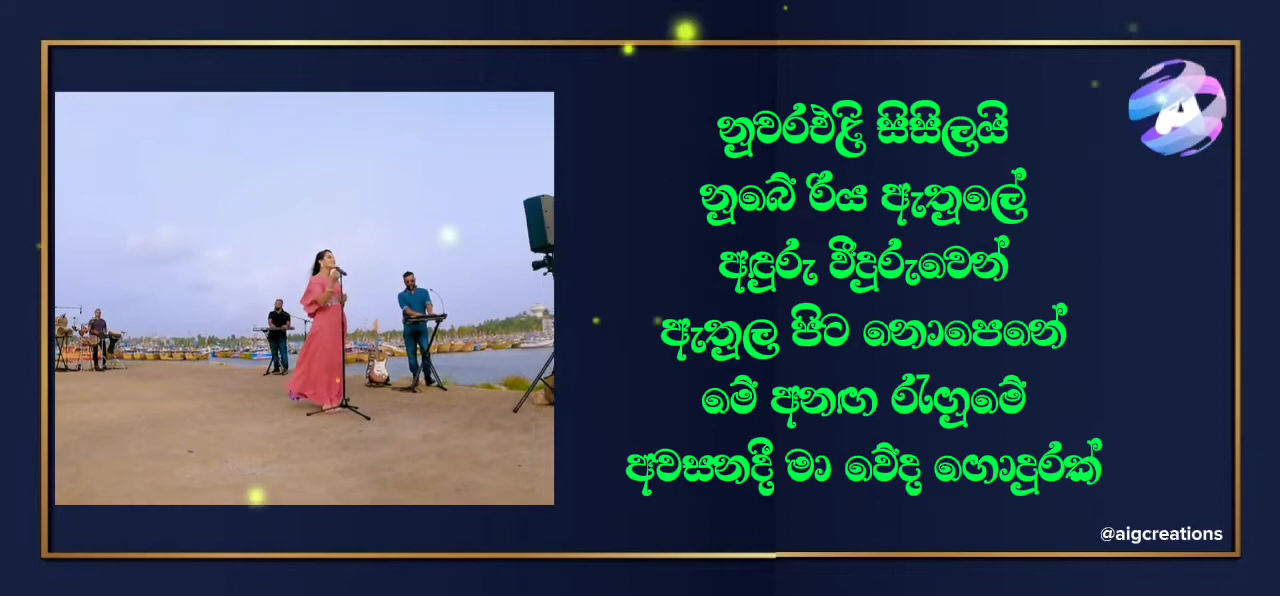 නූවරඑළි සිසිලයි
නූබේ රිය ඇතුලේ
අඳුරු වීදුරුවෙන්
ඇතුල පිට නොපෙනේ
මේ අනඟ රැඟුමේ
අවසනදී මා වේද ගොදුරක්
@aigcreations
A